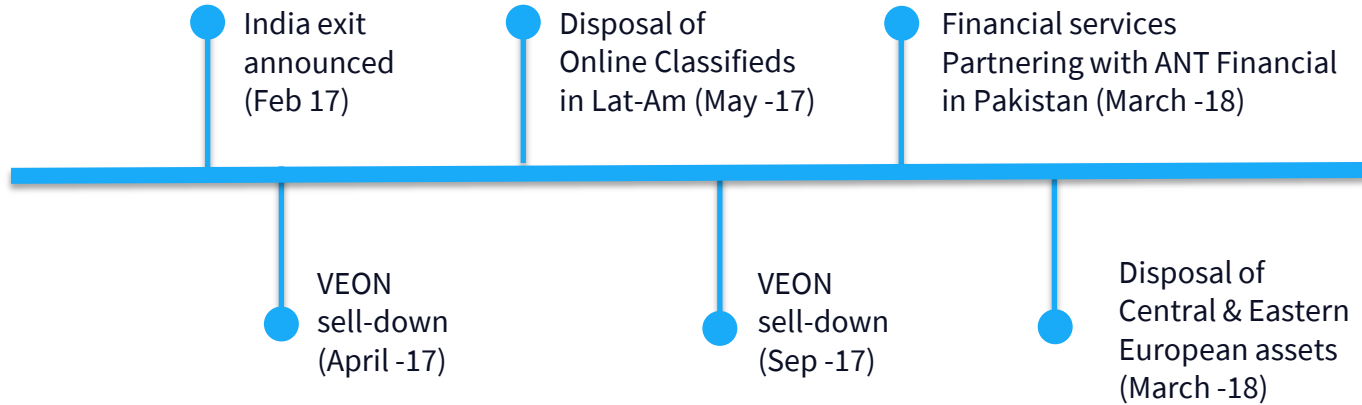 India exit
announced
(Feb 17)
Disposal of
Online Classifieds
in Lat-Am (May -17)
Financial services
Partnering with ANT Financial
in Pakistan (March -18)
VEON
sell-down
(April -17)
VEON
sell-down
(Sep -17)
Disposal of
Central & Eastern
European assets
(March -18)